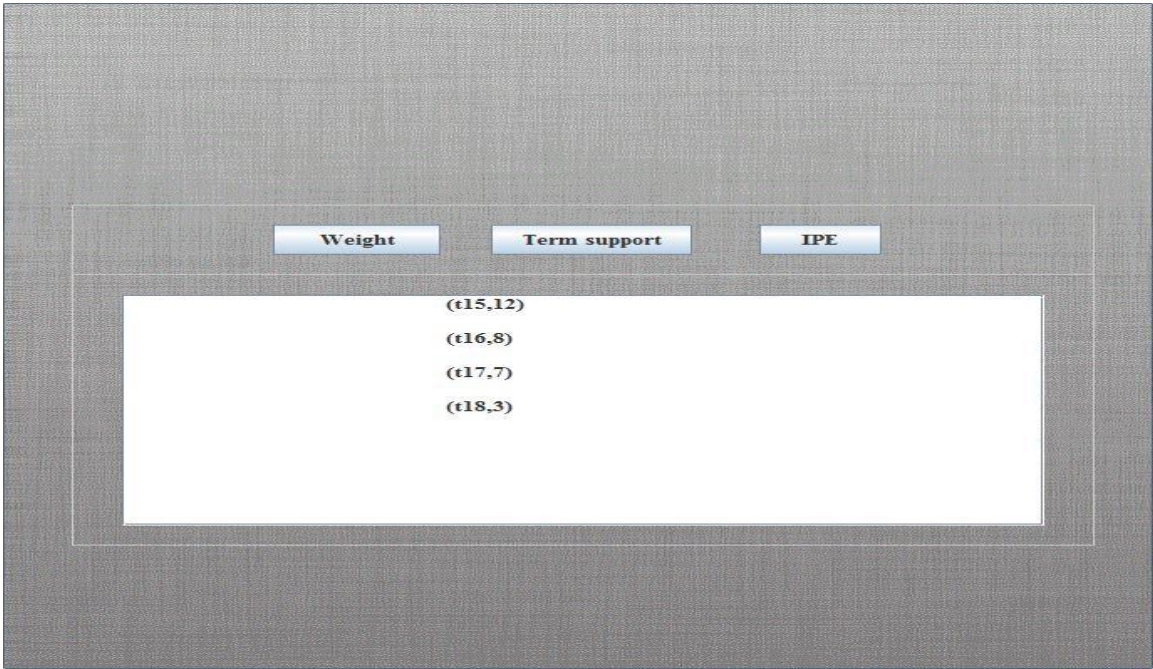 Weight Term support IPE
(t15,12)
(t16,8)
(t17,7)
(t18,3)